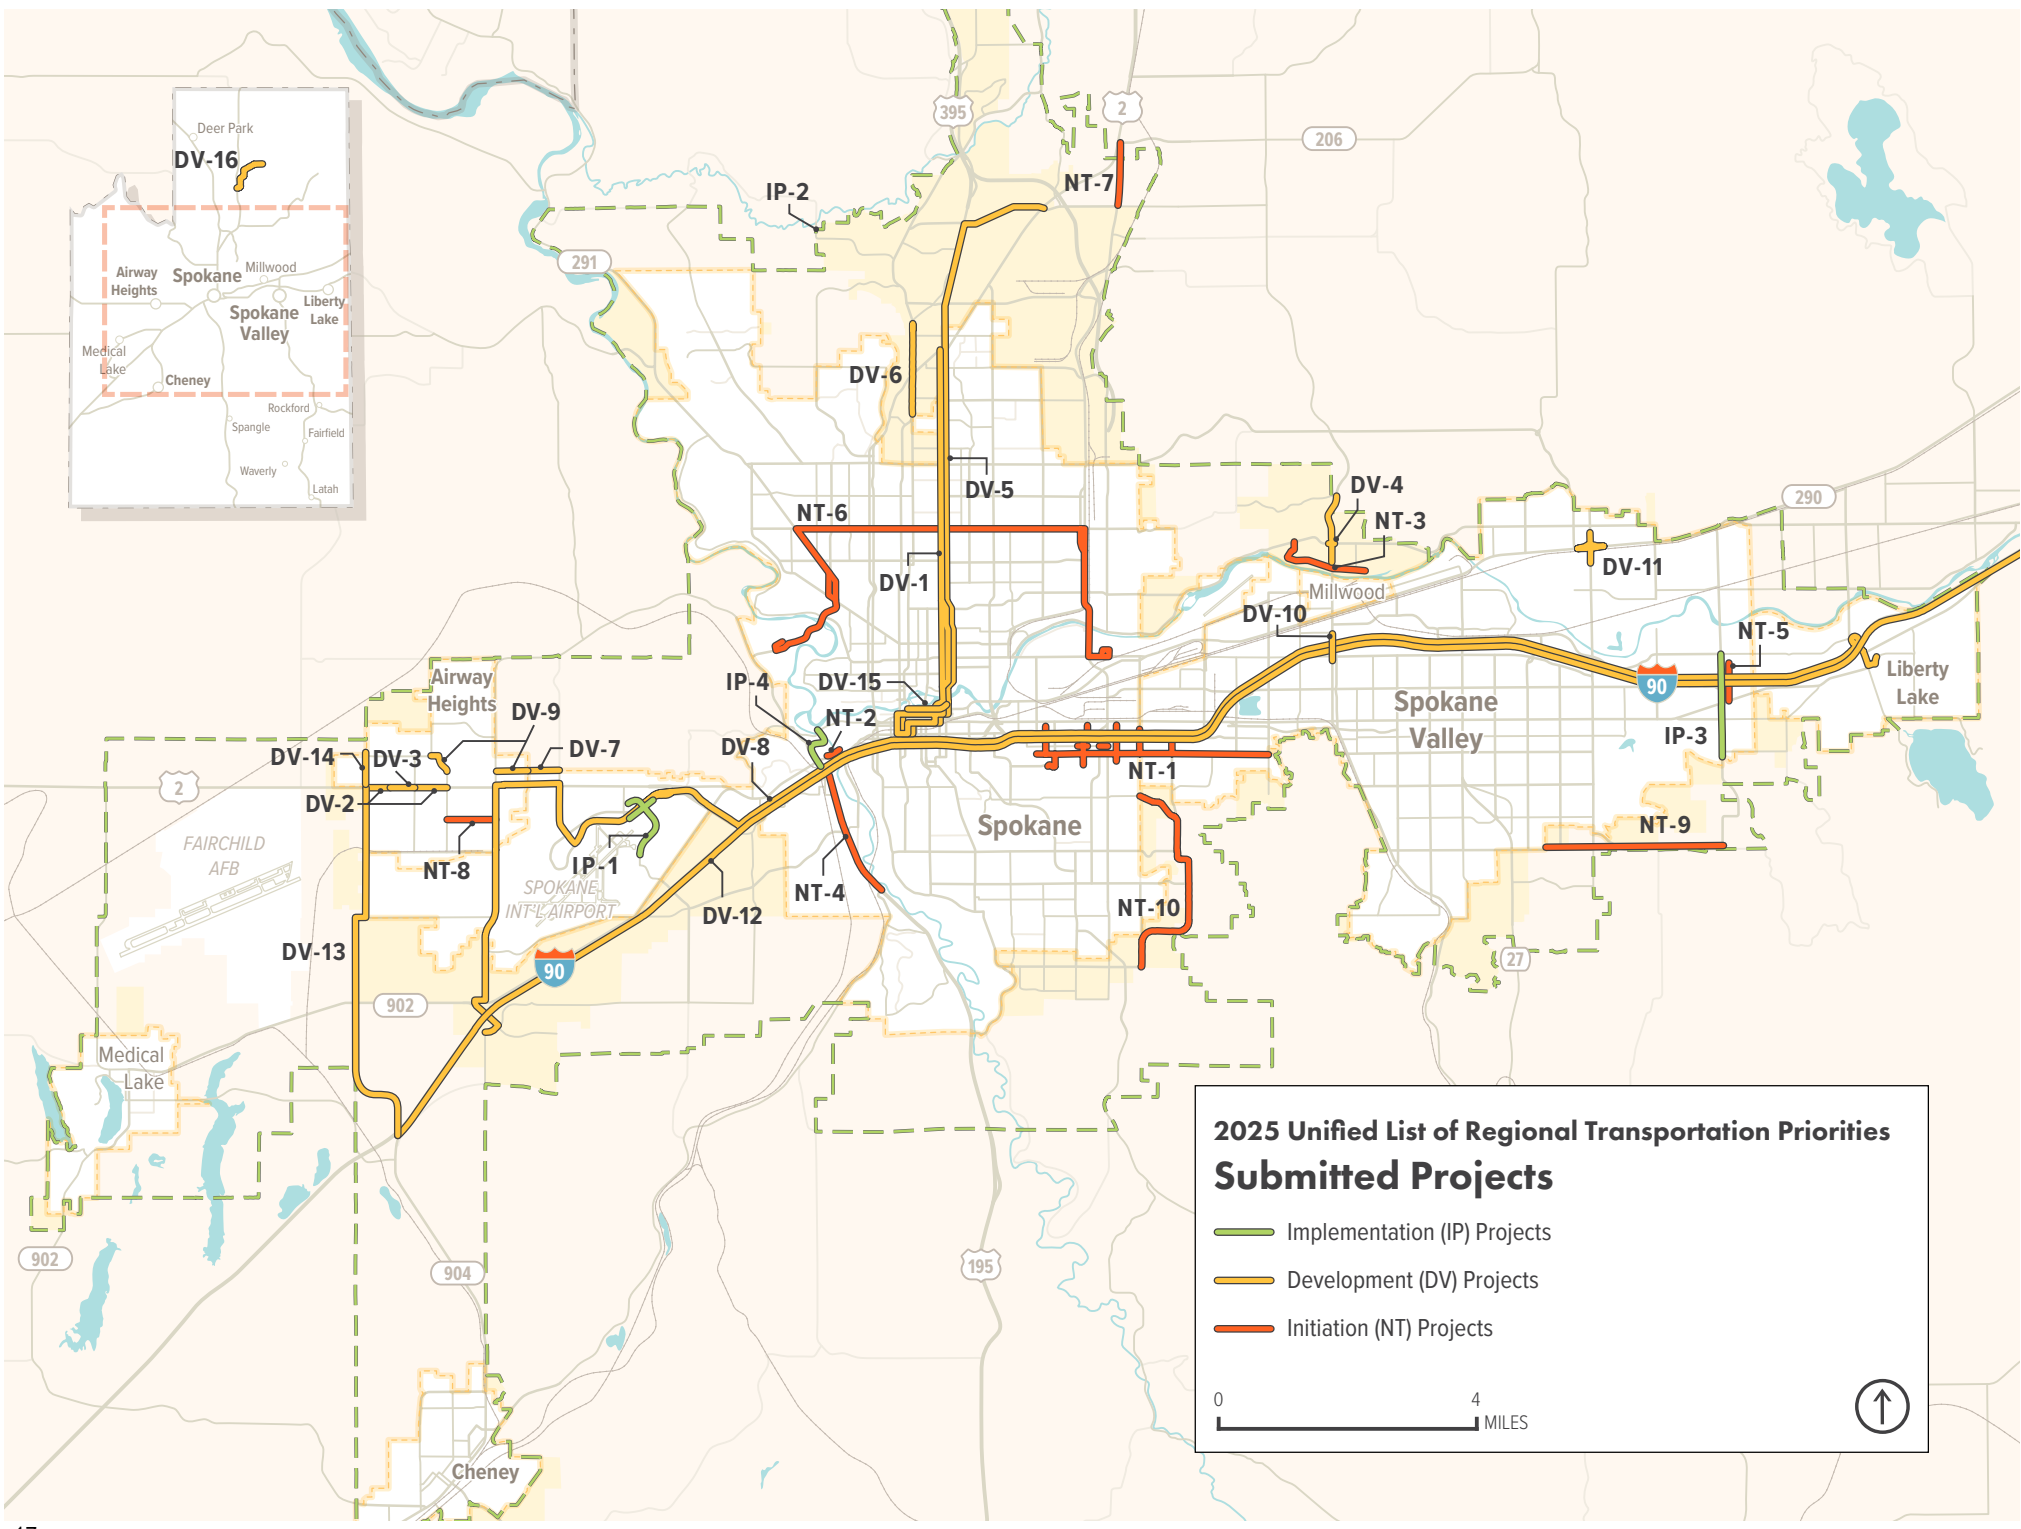 395
2
206
Deer Park
DV-16
NT-7
IP-2
291
Airway
Heights
Spokane
Millwood
Spokane
Valley
Liberty
Lake
Medical
Lake
Cheney
Rockford
Spangle
Fairfield
Waverly
Latah
DV-6
DV-5
NT-6
DV-4
NT-3
290
DV-1
DV-11
Millwood
DV-10
NT-5
Airway
Heights
IP-4
DV-15
Liberty
Lake
90
Spokane
Valley
DV-9
NT-2
DV-14
DV-3
DV-7
DV-8
IP-3
NT-1
2
DV-2
Spokane
NT-9
FAIRCHILD
AFB
NT-8
IP-1
SPOKANE
INT'L AIRPORT
NT-4
DV-12
NT-10
DV-13
90
27
902
Medical
Lake
902
904
195
Cheney
2025 Unified List of Regional Transportation Priorities
Submitted Projects
Implementation (IP) Projects
Development (DV) Projects
Initiation (NT) Projects
0 4
MILES